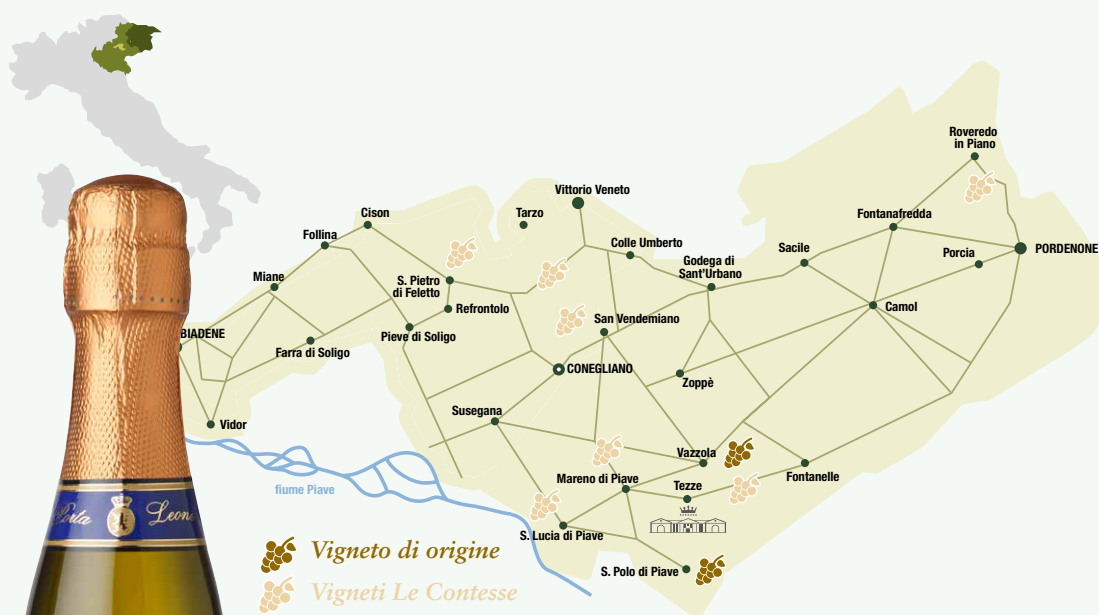 Roveredo
in Piano
Vittorio Veneto
Cison
Tarzo
Fontanafredda
Follina
Colle Umberto
Sacile
PORDENONE
Porcia
Godega di
Sant'Urbano
Miane
S. Pietro
di Feletto
Refrontolo
Camol
San Vendemiano
BIADENE
Pieve di Soligo
Farra di Soligo
CONEGLIANO
Zoppè
Susegana
Vidor
Vazzola
Mareno di Piave
Fontanelle
Tezze
fiume Piave
Porta Leone
S. Lucia di Piave
Vigneto di origine
S. Polo di Piave
Vigneti Le Contesse